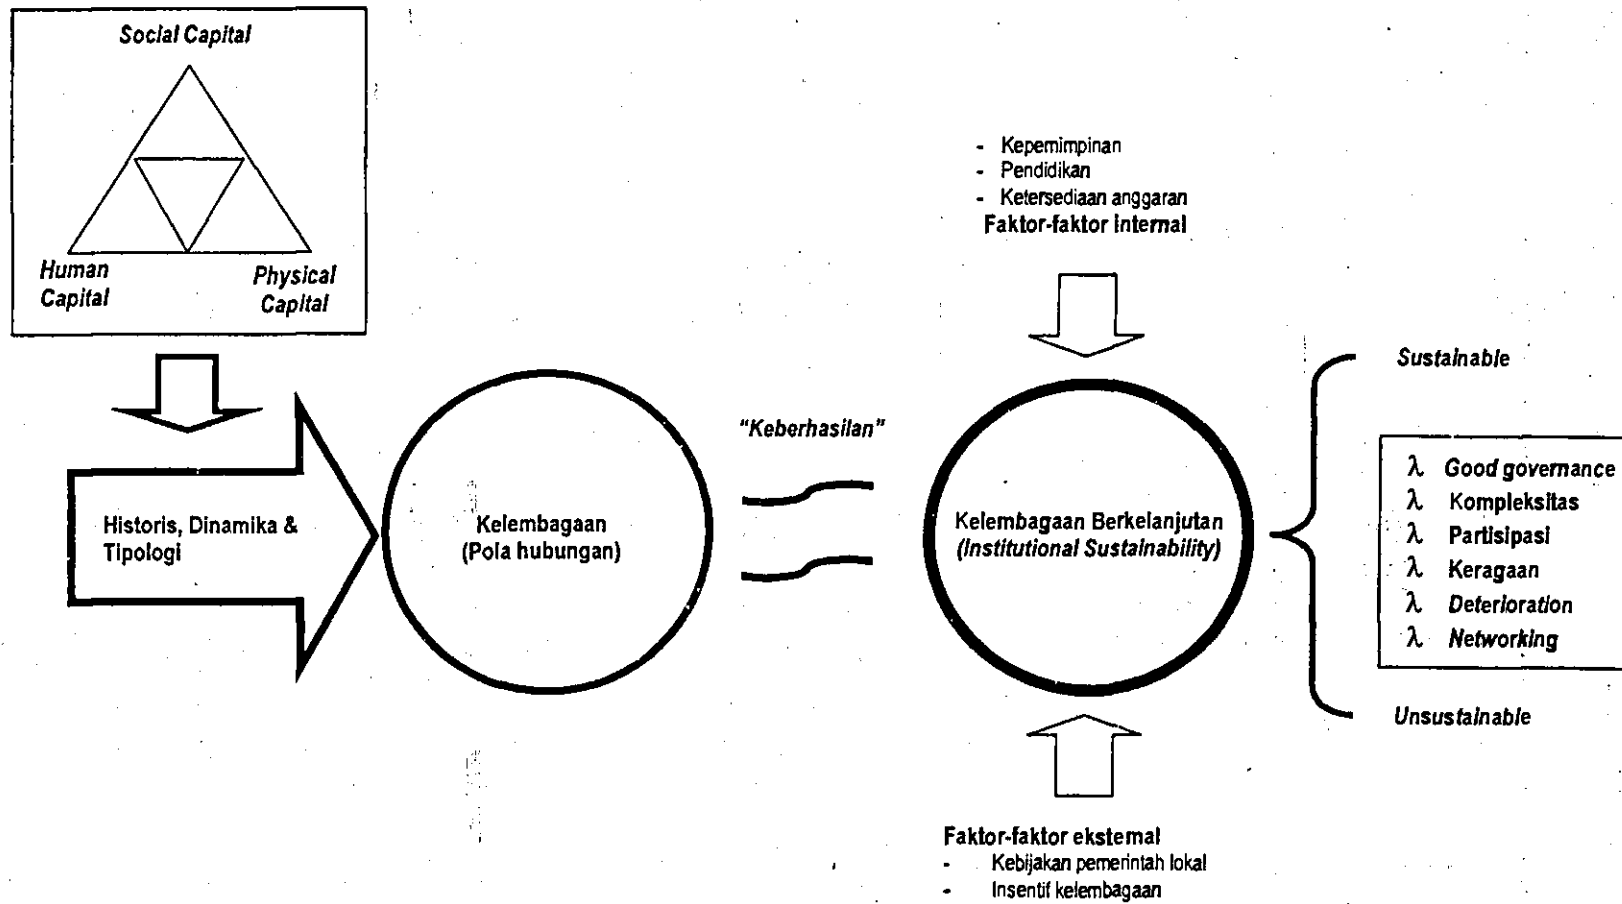 Social Capital
Human
Capital
Physical
Capital
Historis, Dinamika &
Tipologi
Kelembagaan
(Pola hubungan)
"Keberhasilan"
- Kepemimpinan
- Pendidikan
- Ketersediaan anggaran
Faktor-faktor internal
Kelembagaan Berkelanjutan
(Institutional Sustainability)
Faktor-faktor eksternal
- Kebijakan pemerintah lokal
- Insentif kelembagaan
Sustainable
λ Good governance
λ Kompleksitas
λ Partisipasi
λ Keragaan
λ Deterioration
λ Networking
Unsustainable